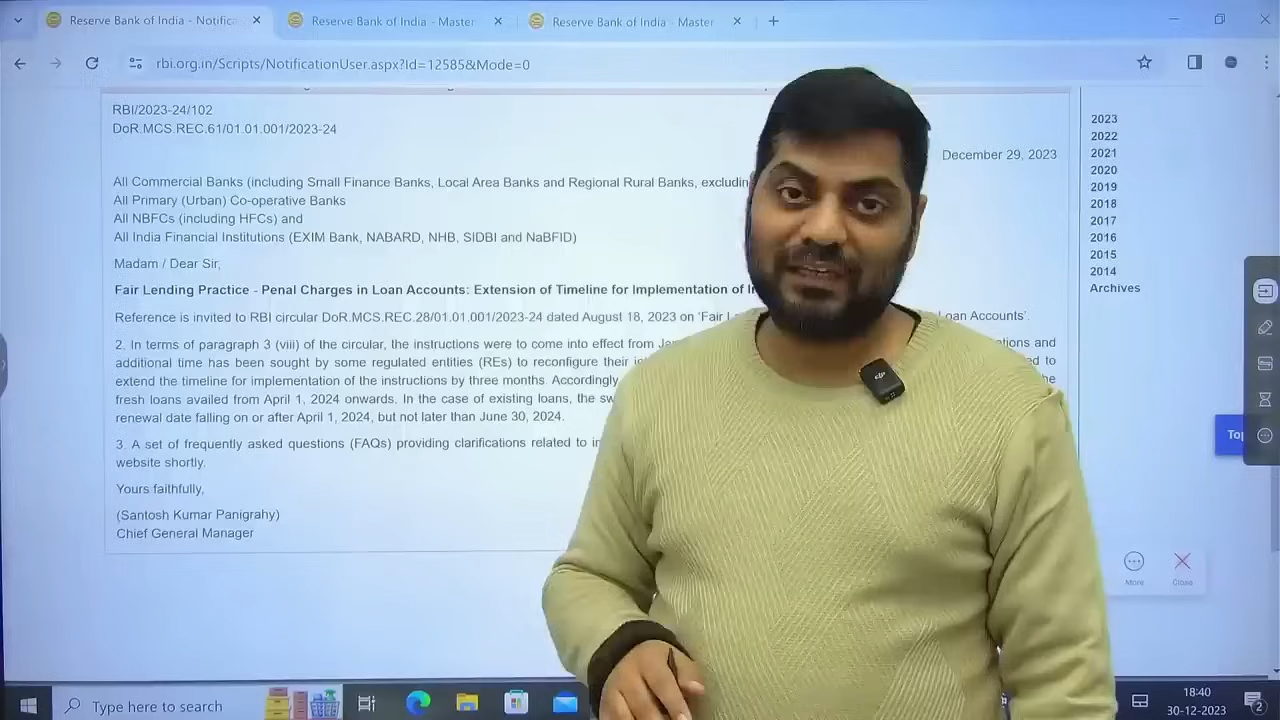 Reserve Bank of India - Notifica
Reserve Bank of India - Master
Reserve Bank of India - Master
rbi.org.in/Scripts/NotificationUser.aspx?Id=12585&Mode=0
RBI/2023-24/102
DoR.MCS.REC.61/01.01.001/2023-24
December 29, 2023
All Commercial Banks (including Small Finance Banks, Local Area Banks and Regional Rural Banks, excludin
All Primary (Urban) Co-operative Banks
All NBFCs (including HFCs) and
All India Financial Institutions (EXIM Bank, NABARD, NHB, SIDBI and NaBFID)
Madam / Dear Sir,
Fair Lending Practice - Penal Charges in Loan Accounts: Extension of Timeline for Implementation of I
Reference is invited to RBI circular DoR.MCS.REC.28/01.01.001/2023-24 dated August 18, 2023 on 'Fair L Loan Accounts'.
2. In terms of paragraph 3 (viii) of the circular, the instructions were to come into effect from Ja ations and
additional time has been sought by some regulated entities (REs) to reconfigure their in ed to
extend the timeline for implementation of the instructions by three months. Accordingly he
fresh loans availed from April 1, 2024 onwards. In the case of existing loans, the sw
renewal date falling on or after April 1, 2024, but not later than June 30, 2024.
3. A set of frequently asked questions (FAQs) providing clarifications related to in
website shortly.
Yours faithfully,
(Santosh Kumar Panigrahy)
Chief General Manager
2023
2022
2021
2020
2019
2018
2017
2016
2015
2014
Archives
Top
More
Close
dji
Type here to search
18:40
30-12-2023
2